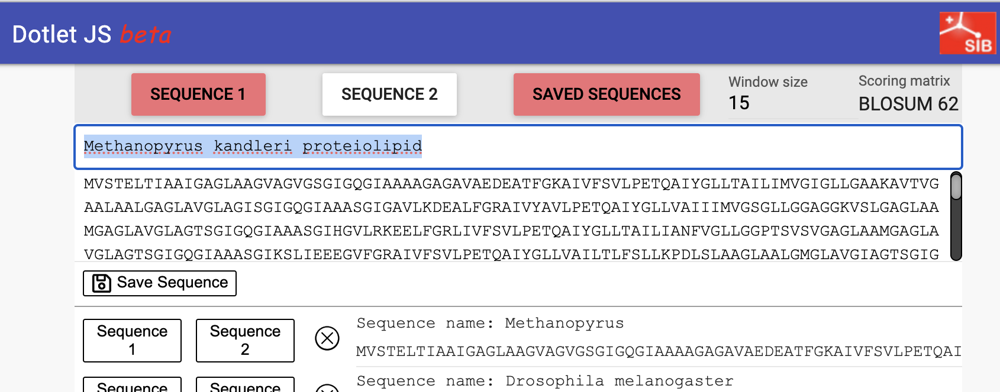 Dotlet JS beta
SIB
SEQUENCE 1
SEQUENCE 2
SAVED SEQUENCES
Window size
15
Scoring matrix
BLOSUM 62
Methanopyrus kandleri proteiolipid
MVSTELTIAAIGAGLAAGVAGVGSGIGQGIAAAAGAGAVAEDEATFGKAIVFSVLPETQAIYGLLTAILIMVGIGLLGAAKAVTVG
AALAALGAGLAVGLAGISGIGQGIAAASGIGAVLKDEALFGRAIVYAVLPETQAIYGLLVAIIIMVGSGLLGGAGGKVSLGAGLAA
MGAGLAVGLAGTSGIGQGIAAASGIHGVLRKEELFGRLIVFSVLPETQAIYGLLTAILIANFVGLLGGPTSVSVGAGLAAMGAGLA
VGLAGTSGIGQGIAAASGIKSLIEEEGVFGRAIVFSVLPETQAIYGLLVAILTLFSLLKPDLSLAAGLAALGMGLAVGIAGTSGIG
Save Sequence
Sequence 1
Sequence 2
Sequence name: Methanopyrus
MVSTELTIAAIGAGLAAGVAGVGSGIGQGIAAAAGAGAVAEDEATFGKAIVFSVLPETQAI
Sequence
Sequence
Sequence name: Drosophila melanogaster